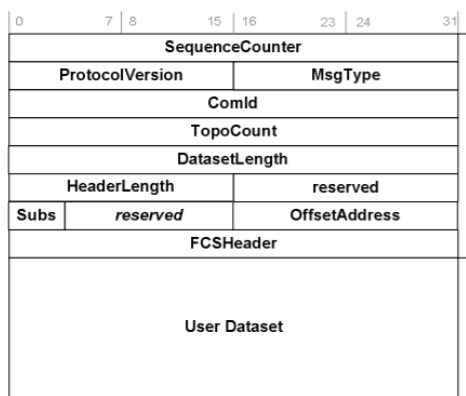 0 7 8 15 16 23 24 31
SequenceCounter
ProtocolVersion MsgType
ComId
TopoCount
DatasetLength
HeaderLength reserved
Subs reserved OffsetAddress
FCSHeader
User Dataset